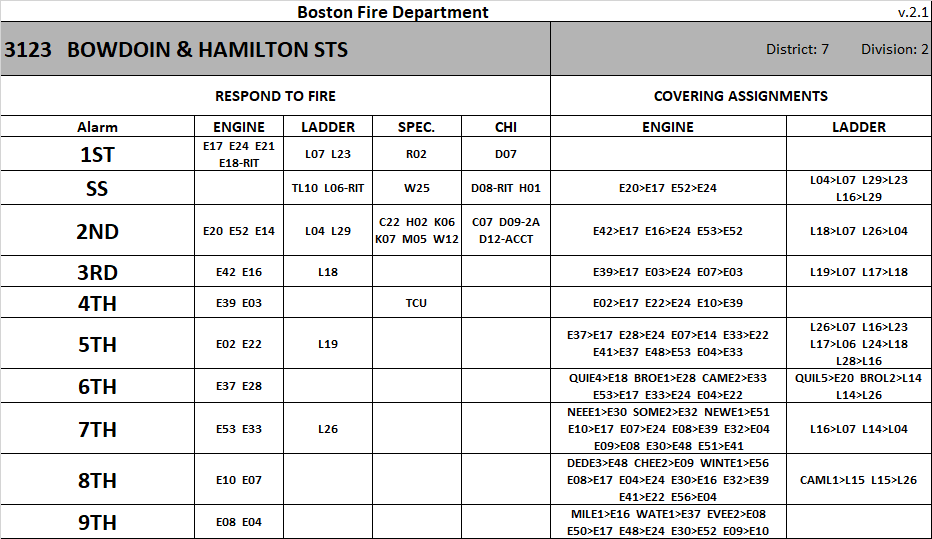 Boston Fire Department v.2.1
3123 BOWDOIN & HAMILTON STS District: 7 Division: 2
RESPOND TO FIRE COVERING ASSIGNMENTS
Alarm ENGINE LADDER SPEC. CHI ENGINE LADDER
1ST
E17 E24 E21
E18-RIT
L07 L23
R02
D07
SS
TL10 L06-RIT
W25
D08-RIT H01
E20>E17 E52>E24
L04>L07 L29>L23
L16>L29
2ND
E20 E52 E14
L04 L29
C22 H02 K06
K07 M05 W12
C07 D09-2A
D12-ACCT
E42>E17 E16>E24 E53>E52
L18>L07 L26>L04
3RD
E42 E16
L18
E39>E17 E03>E24 E07>E03
L19>L07 L17>L18
4TH
E39 E03
TCU
E02>E17 E22>E24 E10>E39
5TH
E02 E22
L19
E37>E17 E28>E24 E07>E14 E33>E22
E41>E37 E48>E53 E04>E33
L26>L07 L16>L23
L17>L06 L24>L18
L28>L16
6TH
E37 E28
QUIE4>E18 BROE1>E28 CAME2>E33
E53>E17 E33>E24 E04>E22
QUIL5>E20 BROL2>L14
L14>L26
7TH
E53 E33
L26
NEEE1>E30 SOME2>E32 NEWE1>E51
E10>E17 E07>E24 E08>E39 E32>E04
E09>E08 E30>E48 E51>E41
L16>L07 L14>L04
8TH
E10 E07
DEDE3>E48 CHEE2>E09 WINTE1>E56
E08>E17 E04>E24 E30>E16 E32>E39
E41>E22 E56>E04
CAML1>L15 L15>L26
9TH
E08 E04
MILE1>E16 WATE1>E37 EVEE2>E08
E50>E17 E48>E24 E30>E52 E09>E10